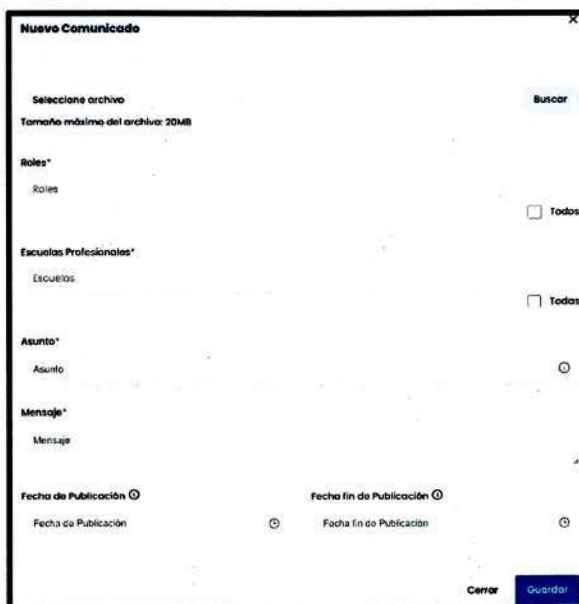 Nuevo Comunicado
Seleccione archivo
Buscar
Tamaño máximo del archivo: 20MB
Roles*
Roles
Todos
Escuelas Profesionales*
Escuelas
Todas
Asunto*
Asunto
Mensaje*
Mensaje
Fecha de Publicación
Fecha fin de Publicación
Fecha de Publicación
Fecha fin de Publicación
Cerrar
Guardar